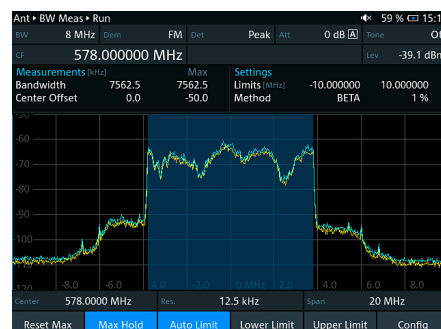 Ant ▸ BW Meas ▸ Run 59 % 15:1
BW 8 MHz Dem FM Det Peak Att 0 dB A Tone Of
CF 578.000000 MHz Lev -39.1 dBm
Measurements [kHz] Max Settings
Bandwidth 7562.5 7562.5 Limits [MHz] -10.000000 10.000000
Center Offset 0.0 -50.0 Method BETA 1 %
-50
-60
-70
-80
-90
-100
-120 -8.0 -6.0 -4.0 -2.0 0 MHz 2.0 4.0 6.0 8.0
Center 578.0000 MHz Res. 12.5 kHz Span 20 MHz
Reset Max Max Hold Auto Limit Lower Limit Upper Limit Config